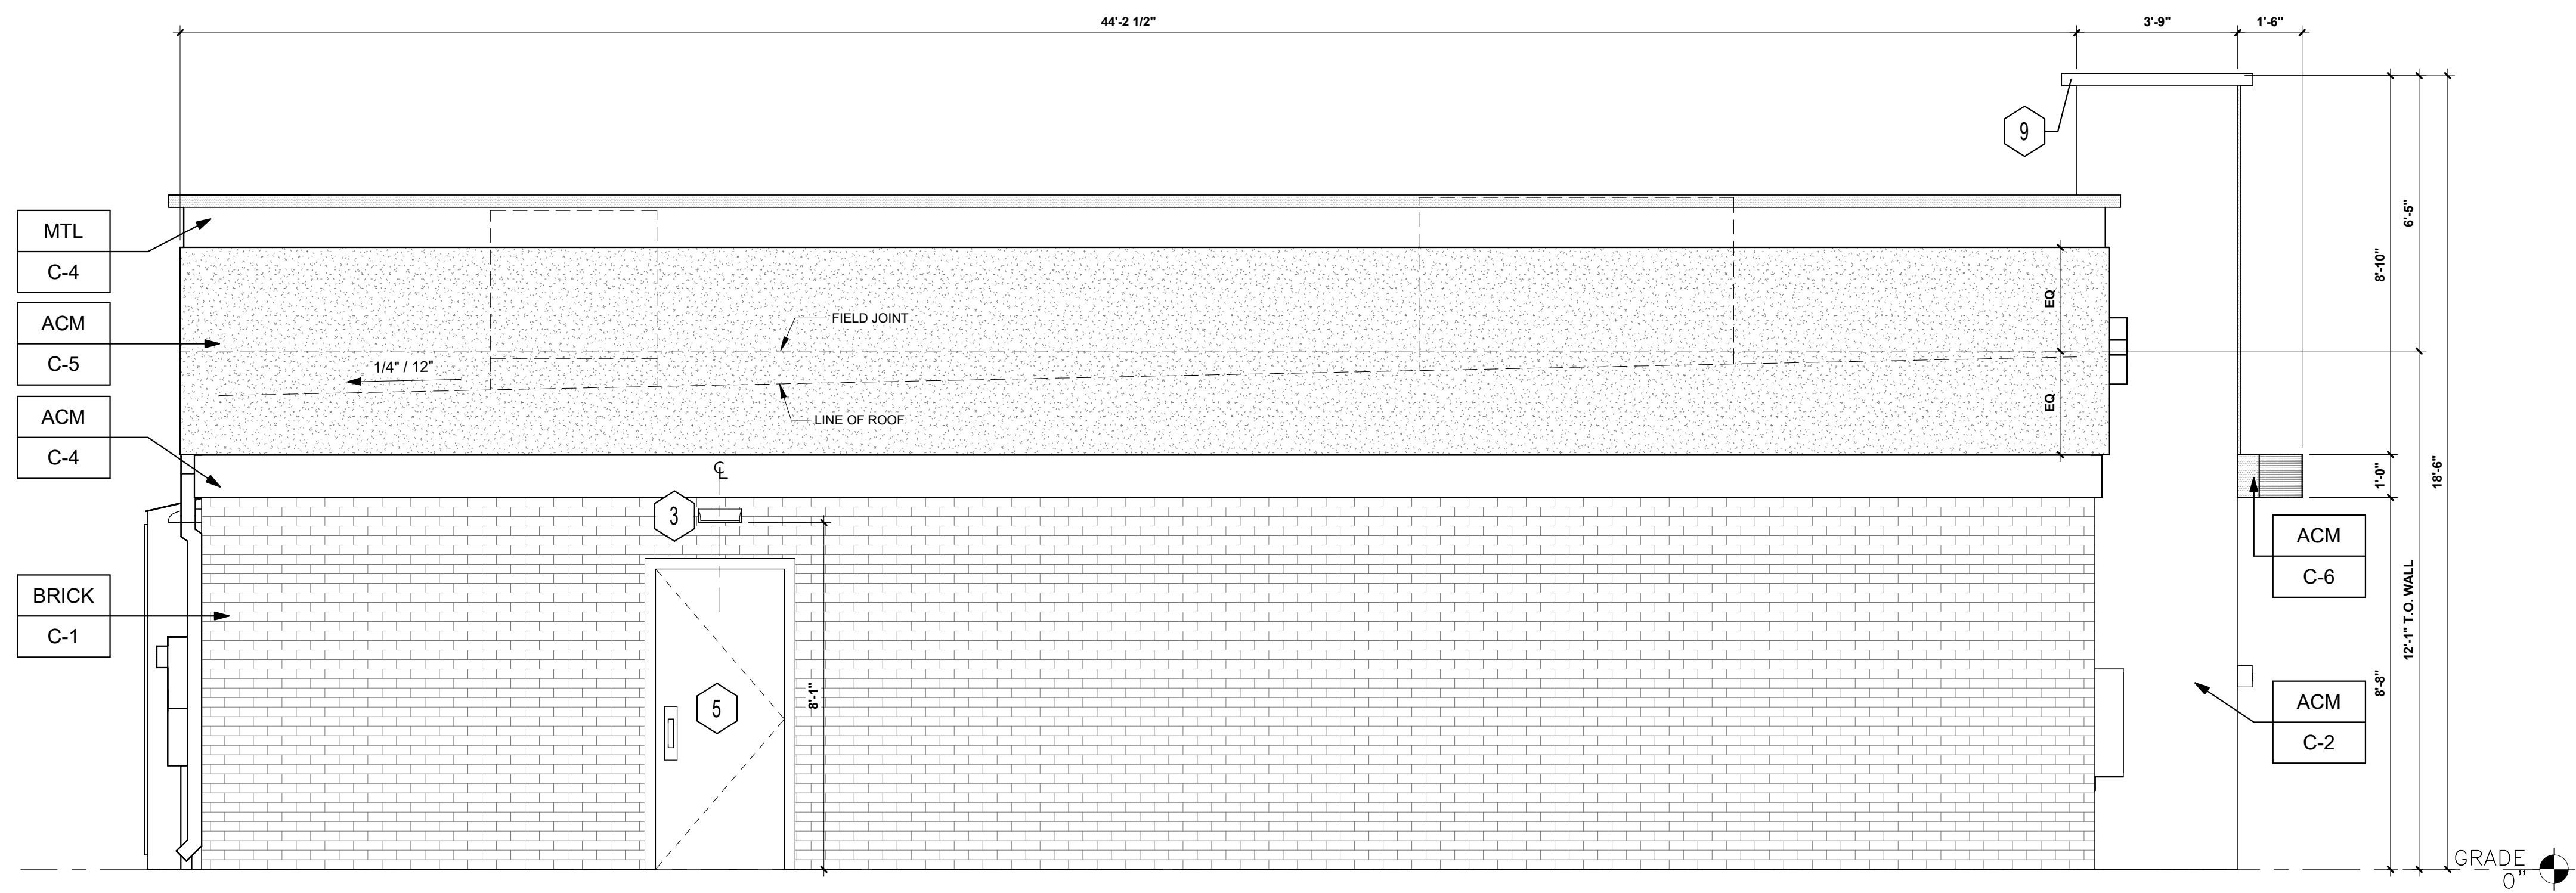 44'-2 1/2"
3'-9"
1'-6"
9
MTL
C-4
6'-5"
8'-10"
EQ
FIELD JOINT
ACM
C-5
1/4" / 12"
EQ
LINE OF ROOF
ACM
C-4
℄
3
1'-0"
18'-6"
ACM
C-6
BRICK
C-1
12'-1" T.O. WALL
8'-8"
8'-1"
5
ACM
C-2
GRADE
0"